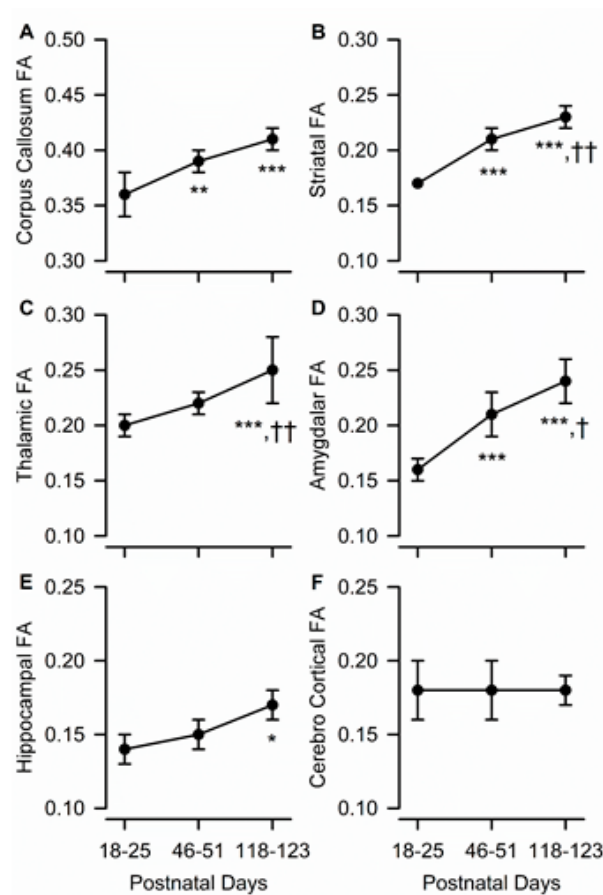 A
Corpus Callosum FA
0.50
0.45
0.40
0.35
0.30
**
***
B
Striatal FA
0.30
0.25
0.20
0.15
0.10
***
***,††
C
Thalamic FA
0.30
0.25
0.20
0.15
0.10
***,††
D
Amygdalar FA
0.30
0.25
0.20
0.15
0.10
***
***,†
E
Hippocampal FA
0.25
0.20
0.15
0.10
*
18-25 46-51 118-123
Postnatal Days
F
Cerebro Cortical FA
0.25
0.20
0.15
0.10
18-25 46-51 118-123
Postnatal Days